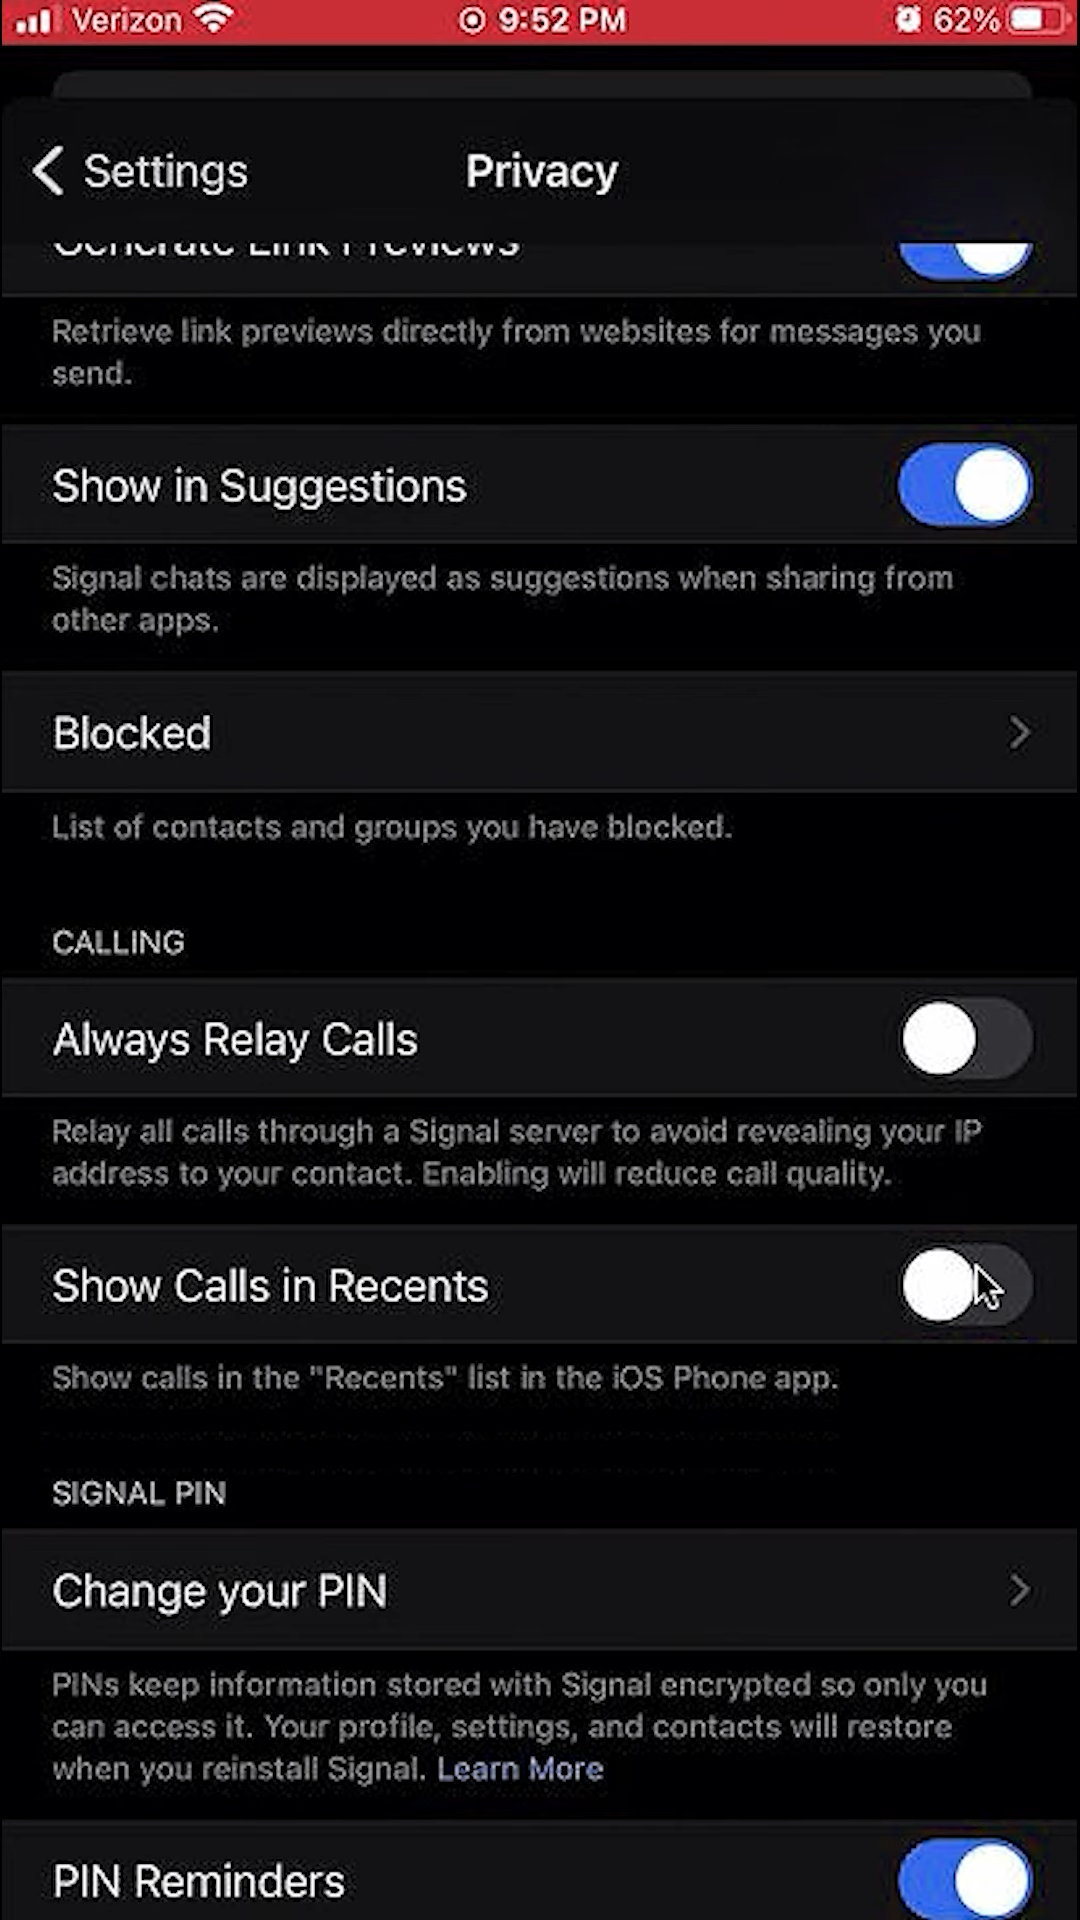 Verizon 9:52 PM 62%
Settings Privacy
Generate Link Previews
Retrieve link previews directly from websites for messages you
send.
Show in Suggestions
Signal chats are displayed as suggestions when sharing from
other apps.
Blocked
List of contacts and groups you have blocked.
CALLING
Always Relay Calls
Relay all calls through a Signal server to avoid revealing your IP
address to your contact. Enabling will reduce call quality.
Show Calls in Recents
Show calls in the "Recents" list in the iOS Phone app.
SIGNAL PIN
Change your PIN
PINs keep information stored with Signal encrypted so only you
can access it. Your profile, settings, and contacts will restore
when you reinstall Signal. Learn More
PIN Reminders